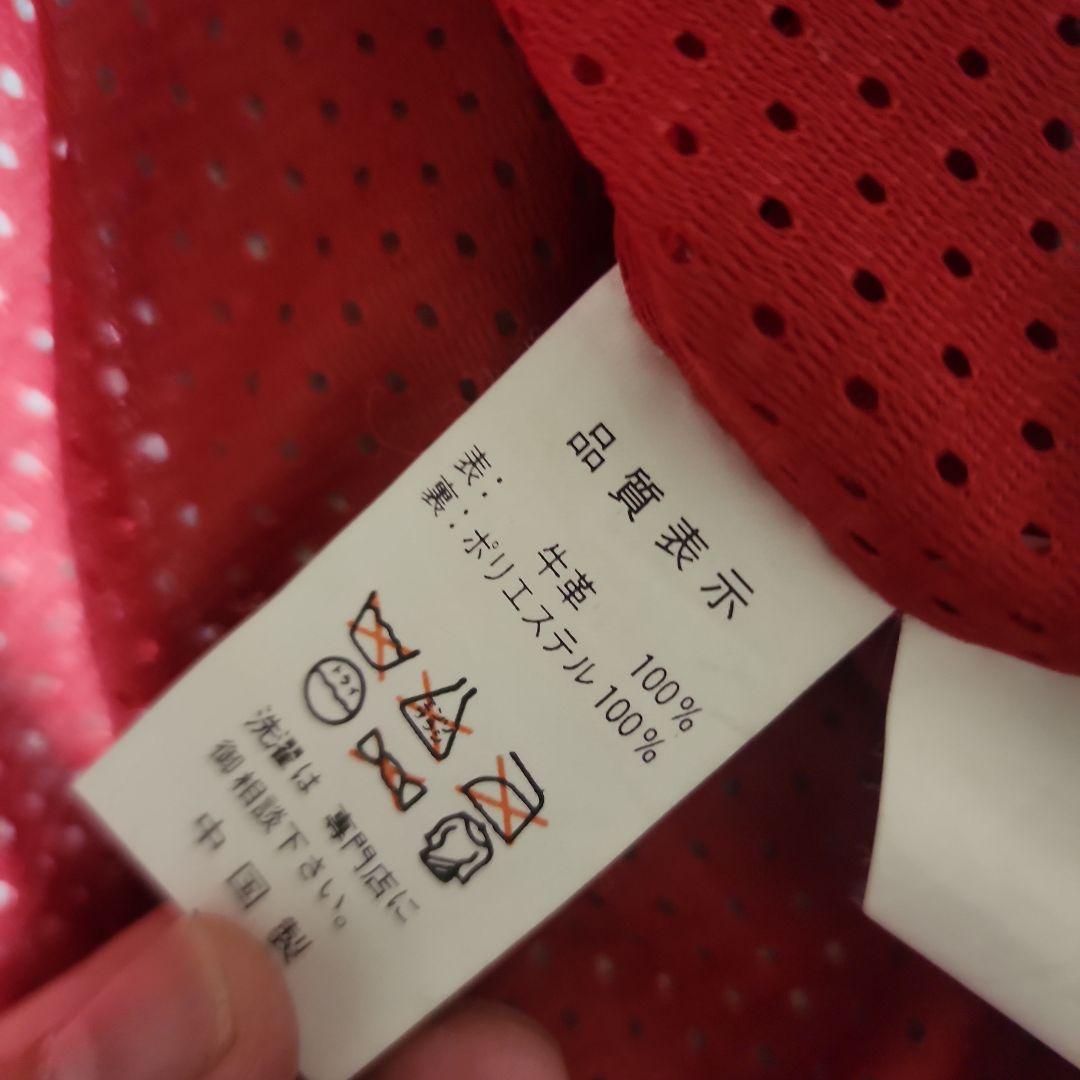 品質表示
表: 牛革 100%
裏:ポリエステル 100%
ドライ
洗濯は 専門店に
御相談下さい。
中国製